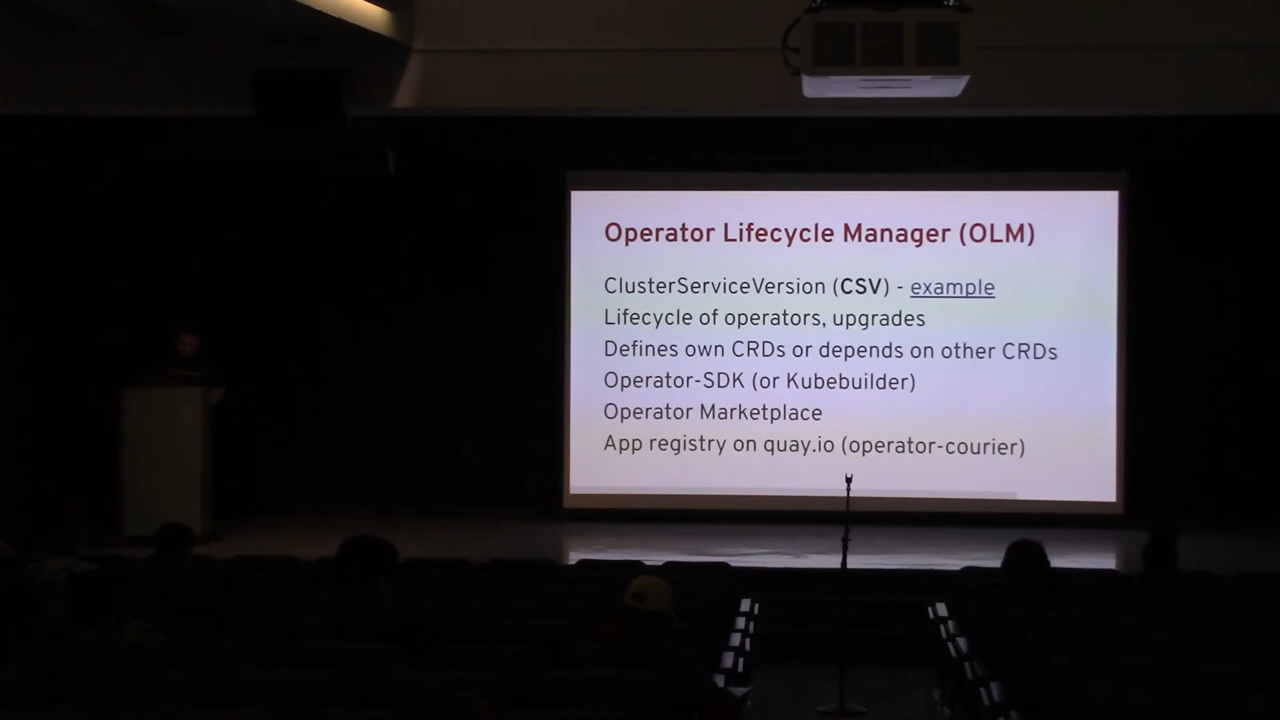 Operator Lifecycle Manager (OLM)
ClusterServiceVersion (CSV) - example
Lifecycle of operators, upgrades
Defines own CRDs or depends on other CRDs
Operator-SDK (or Kubebuilder)
Operator Marketplace
App registry on quay.io (operator-courier)